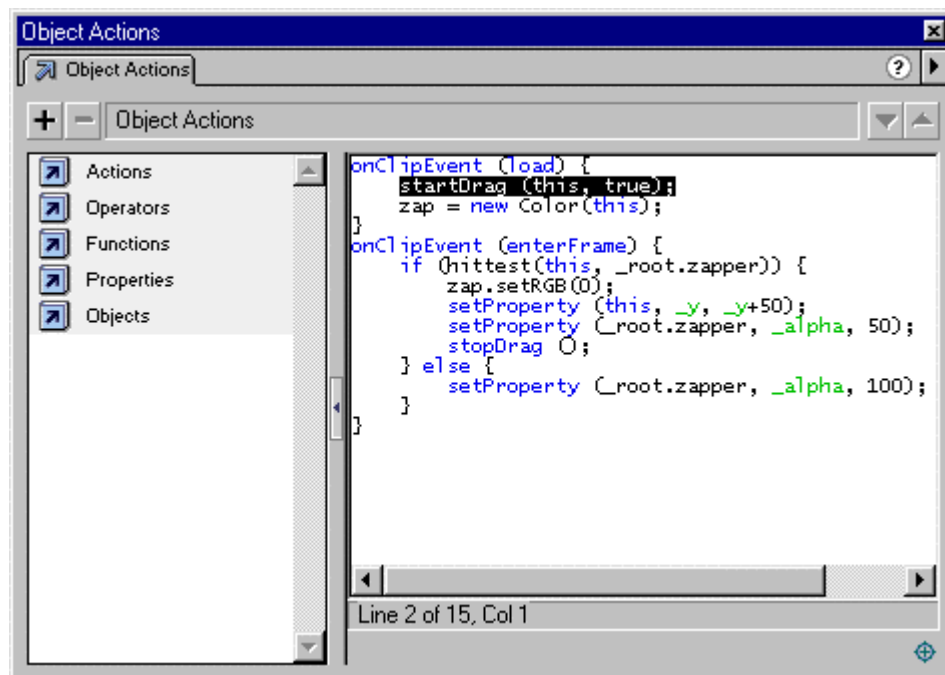 Object Actions
Object Actions
?
+ − Object Actions
Actions
Operators
Functions
Properties
Objects
onClipEvent (load) {
    startDrag (this, true);
    zap = new Color(this);
}
onClipEvent (enterFrame) {
    if (hittest(this, _root.zapper)) {
        zap.setRGB(0);
        setProperty (this, _y, _y+50);
        setProperty (_root.zapper, _alpha, 50);
        stopDrag ();
    } else {
        setProperty (_root.zapper, _alpha, 100);
    }
}
Line 2 of 15, Col 1